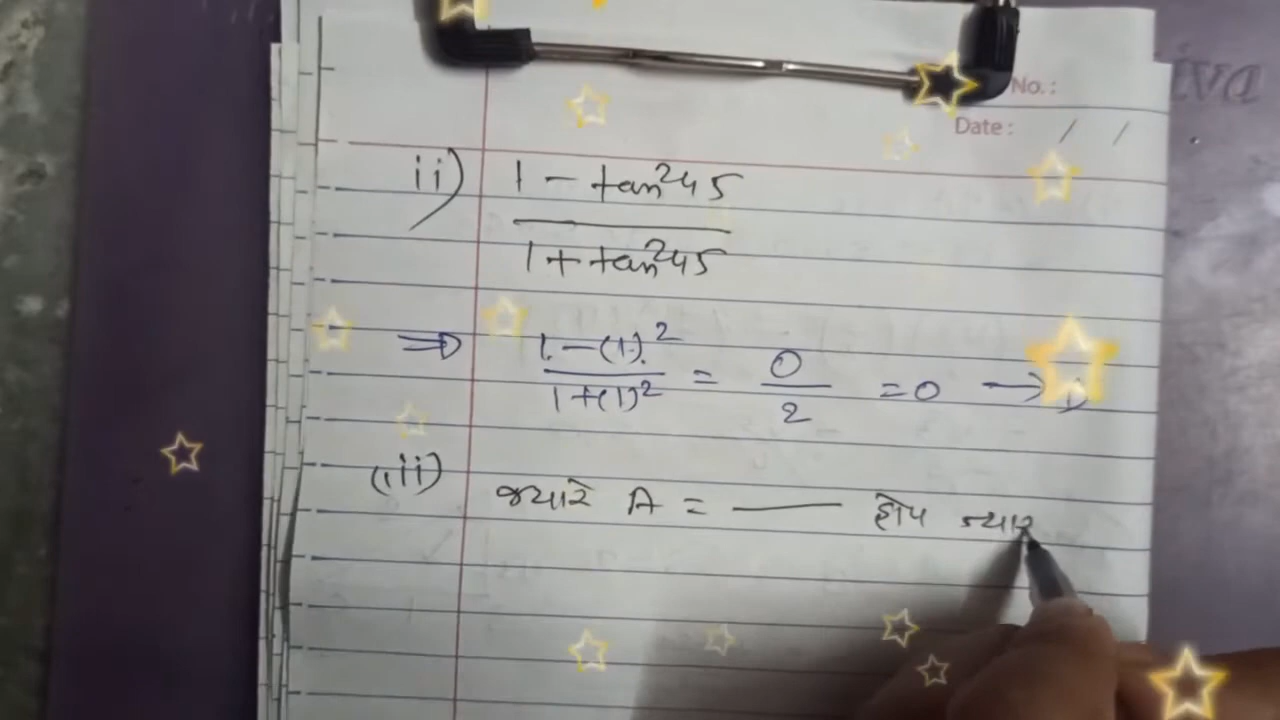 No.:
Date: / /
ii) 1 - tan²45
1 + tan²45
⇒ 1 - (1)² / 1 + (1)² = 0 / 2 = 0 →
(iii) જ્યારે A = ——— હોય ત્યારે